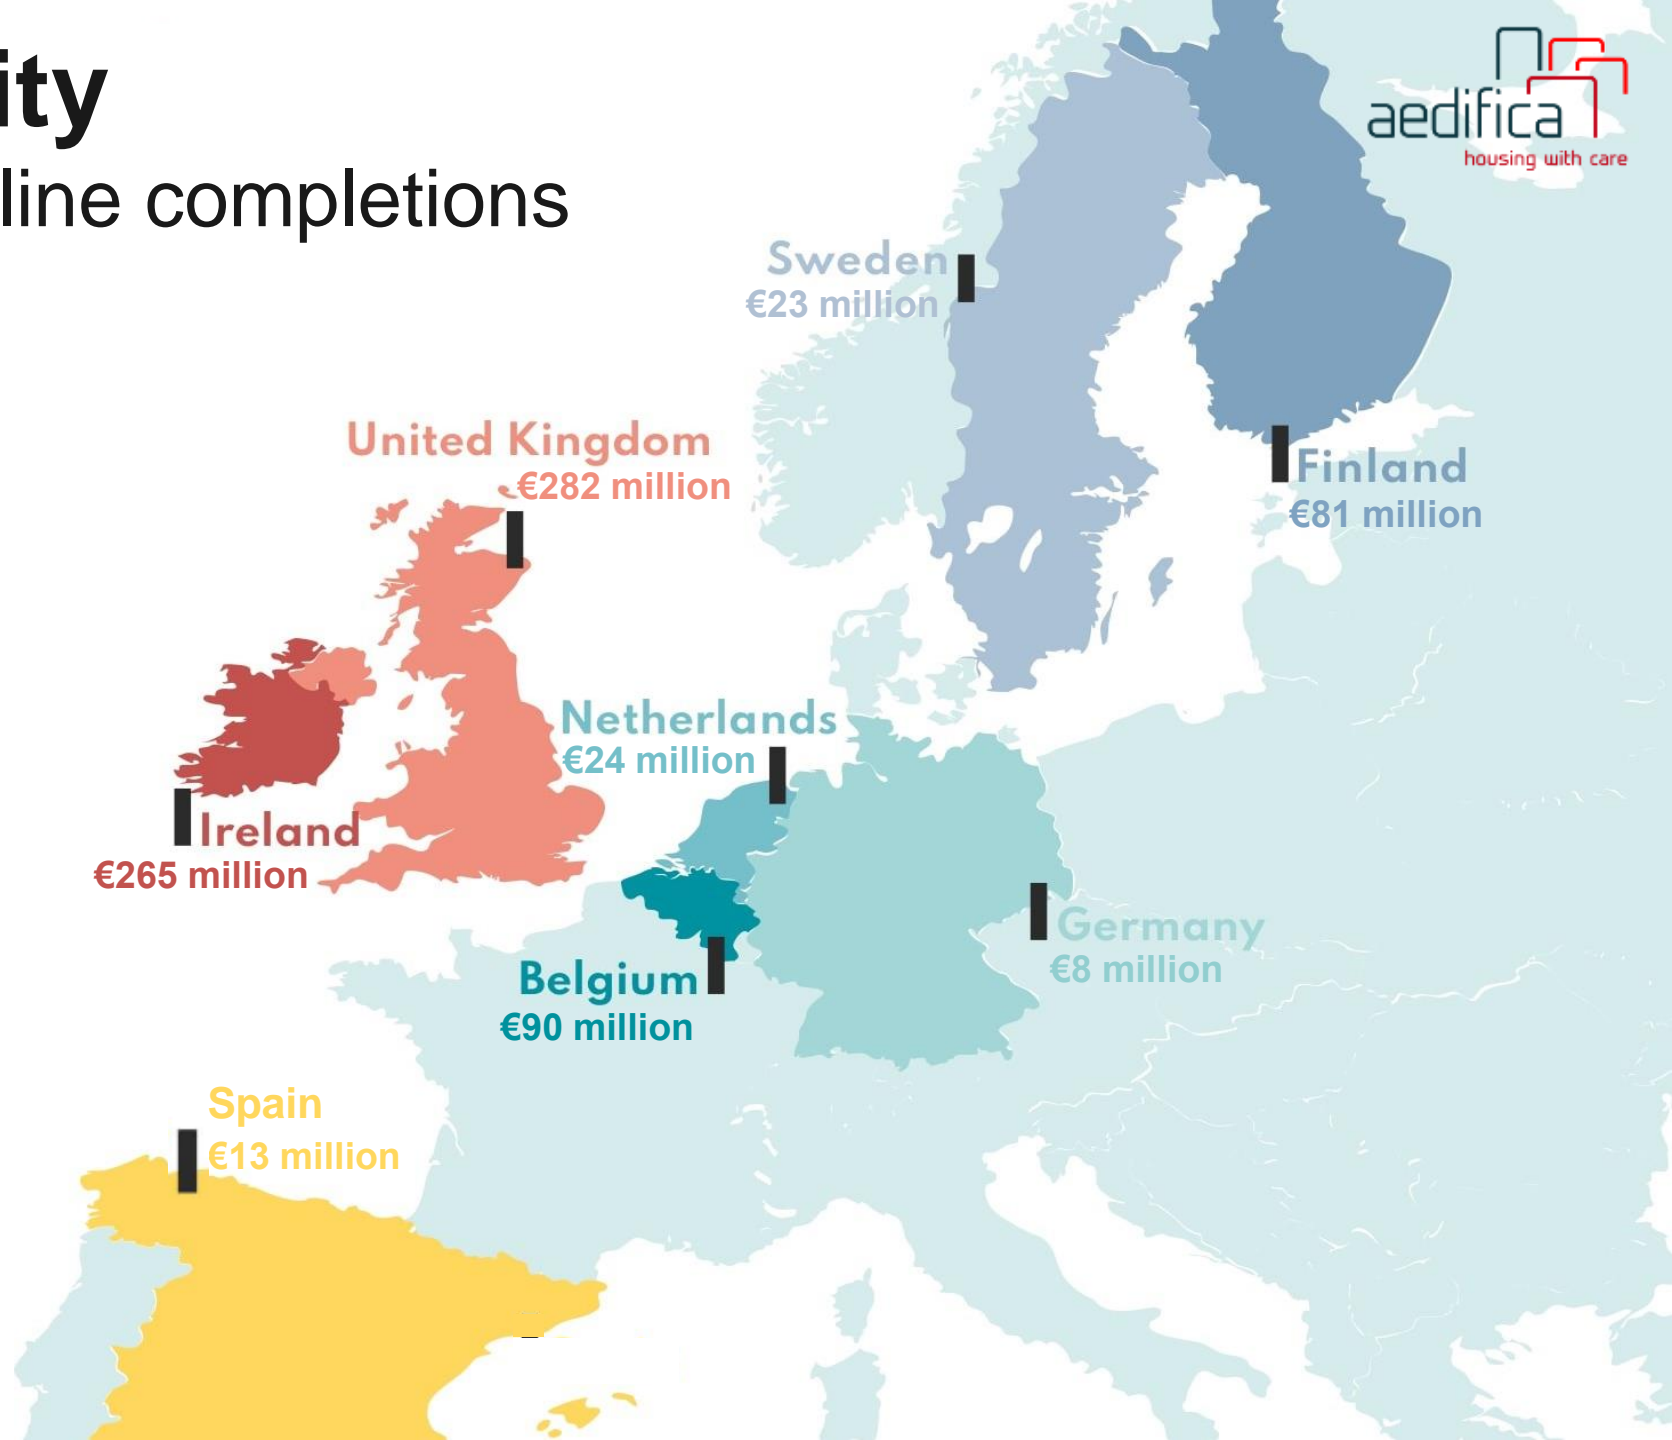 ity
line completions
aedifica
housing with care
Sweden
€23 million
United Kingdom
€282 million
Finland
€81 million
Netherlands
€24 million
Ireland
€265 million
Germany
€8 million
Belgium
€90 million
Spain
€13 million